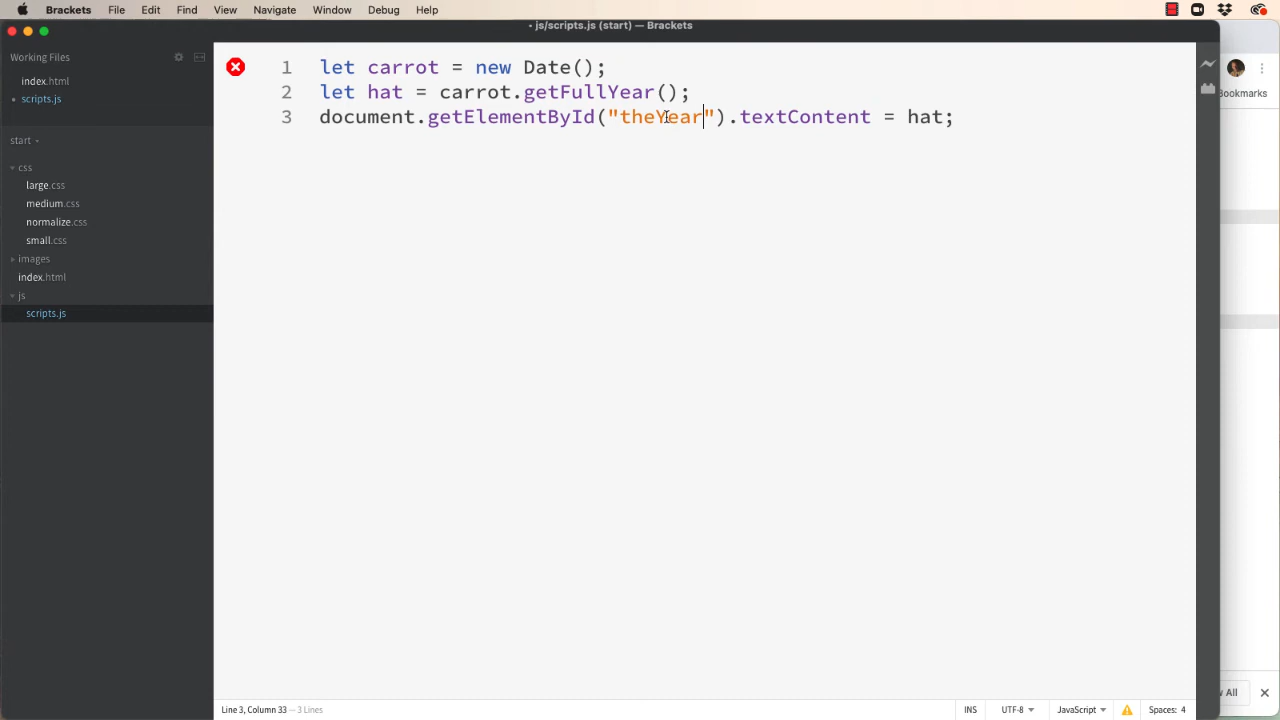 Brackets File Edit Find View Navigate Window Debug Help
• js/scripts.js (start) — Brackets
Working Files
index.html
• scripts.js
start
css
large.css
medium.css
normalize.css
small.css
images
index.html
js
scripts.js
1 let carrot = new Date();
2 let hat = carrot.getFullYear();
3 document.getElementById("theYear").textContent = hat;
Bookmarks
All
Line 3, Column 33 — 3 Lines
INS UTF-8 JavaScript Spaces: 4